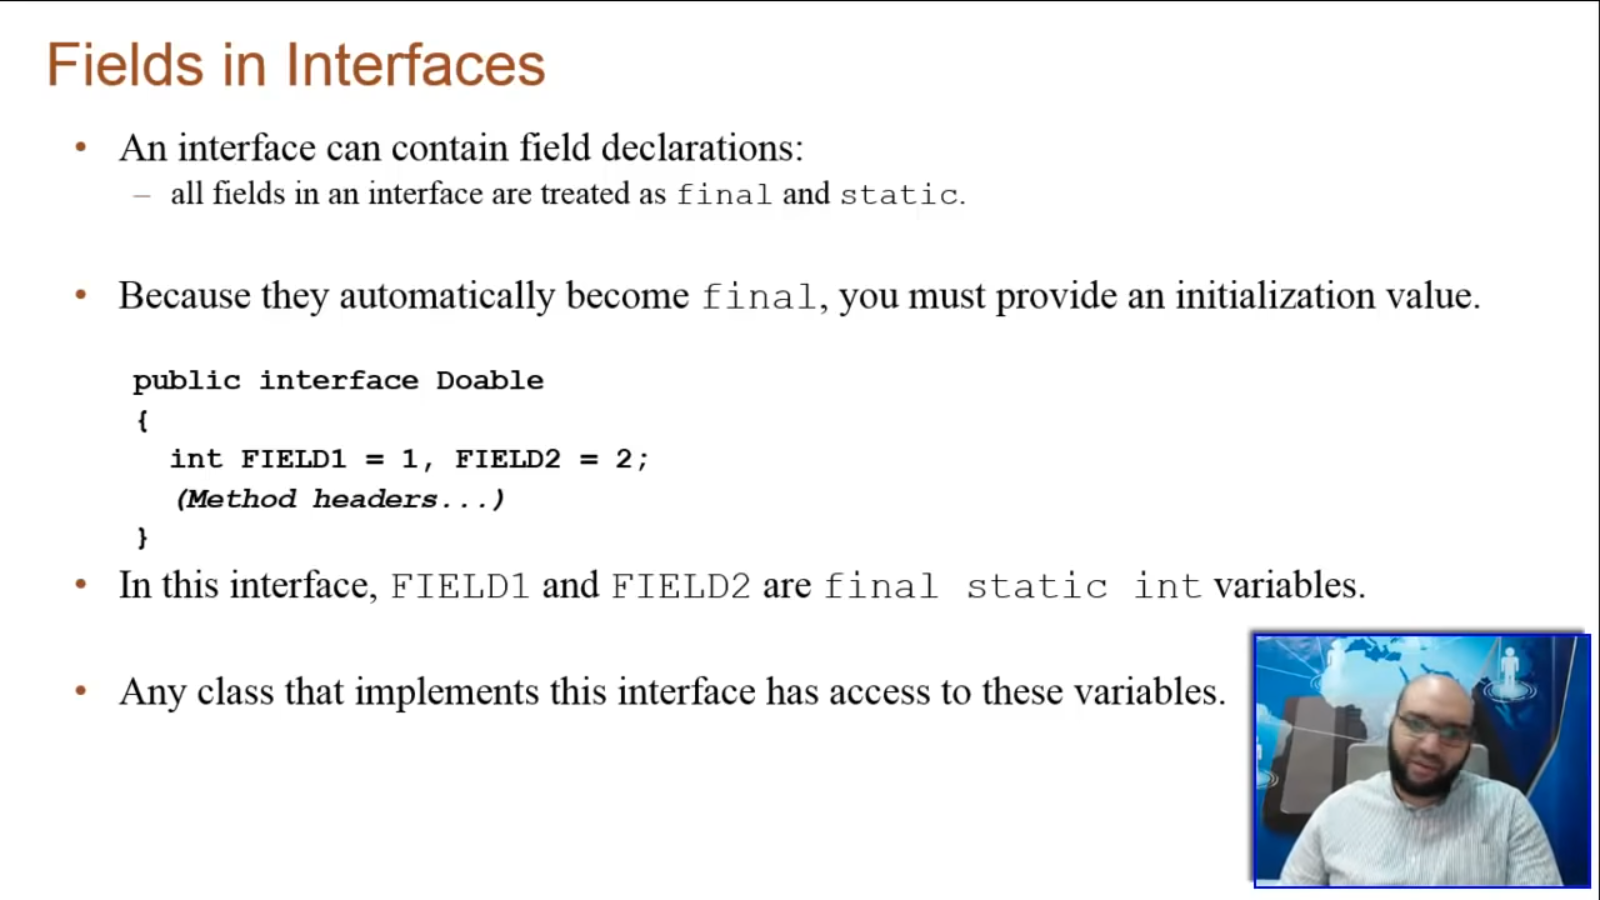 Fields in Interfaces
• An interface can contain field declarations:
– all fields in an interface are treated as final and static.
• Because they automatically become final, you must provide an initialization value.
public interface Doable
{
int FIELD1 = 1, FIELD2 = 2;
(Method headers...)
}
• In this interface, FIELD1 and FIELD2 are final static int variables.
• Any class that implements this interface has access to these variables.